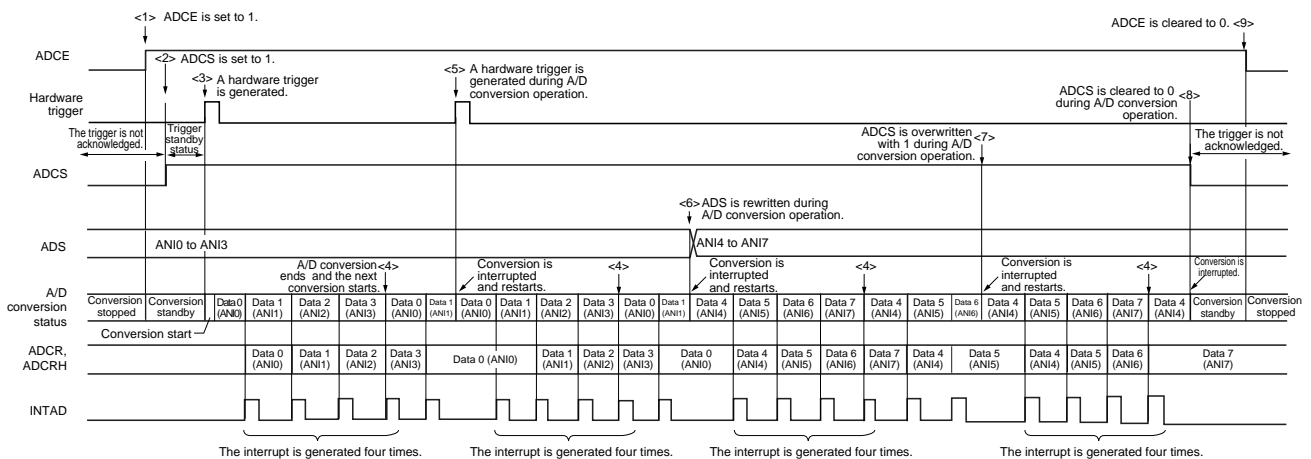 <1> ADCE is set to 1.
ADCE is cleared to 0. <9>
ADCE
<2> ADCS is set to 1.
<3> A hardware trigger
is generated.
<5> A hardware trigger is
generated during A/D
conversion operation.
Hardware
trigger
ADCS is cleared to 0 <8>
during A/D conversion
operation.
The trigger is not
acknowledged.
Trigger
standby
status
ADCS is overwritten <7>
with 1 during A/D
conversion operation.
The trigger is not
acknowledged.
ADCS
<6> ADS is rewritten during
A/D conversion operation.
ADS
ANI0 to ANI3
ANI4 to ANI7
A/D conversion <4>
ends and the next
conversion starts.
Conversion is
interrupted
and restarts.
<4>
Conversion is
interrupted
and restarts.
<4>
Conversion is
interrupted
and restarts.
<4>
Conversion is
interrupted.
A/D
conversion
status
Conversion
stopped
Conversion
standby
Data 0
(ANI0)
Data 1
(ANI1)
Data 2
(ANI2)
Data 3
(ANI3)
Data 0
(ANI0)
Data 1
(ANI1)
Data 0
(ANI0)
Data 1
(ANI1)
Data 2
(ANI2)
Data 3
(ANI3)
Data 0
(ANI0)
Data 1
(ANI1)
Data 4
(ANI4)
Data 5
(ANI5)
Data 6
(ANI6)
Data 7
(ANI7)
Data 4
(ANI4)
Data 5
(ANI5)
Data 6
(ANI6)
Data 4
(ANI4)
Data 5
(ANI5)
Data 6
(ANI6)
Data 7
(ANI7)
Data 4
(ANI4)
Conversion
standby
Conversion
stopped
Conversion start
ADCR,
ADCRH
Data 0
(ANI0)
Data 1
(ANI1)
Data 2
(ANI2)
Data 3
(ANI3)
Data 0 (ANI0)
Data 1
(ANI1)
Data 2
(ANI2)
Data 3
(ANI3)
Data 0
(ANI0)
Data 4
(ANI4)
Data 5
(ANI5)
Data 6
(ANI6)
Data 7
(ANI7)
Data 4
(ANI4)
Data 5
(ANI5)
Data 4
(ANI4)
Data 5
(ANI5)
Data 6
(ANI6)
Data 7
(ANI7)
INTAD
The interrupt is generated four times.
The interrupt is generated four times.
The interrupt is generated four times.
The interrupt is generated four times.